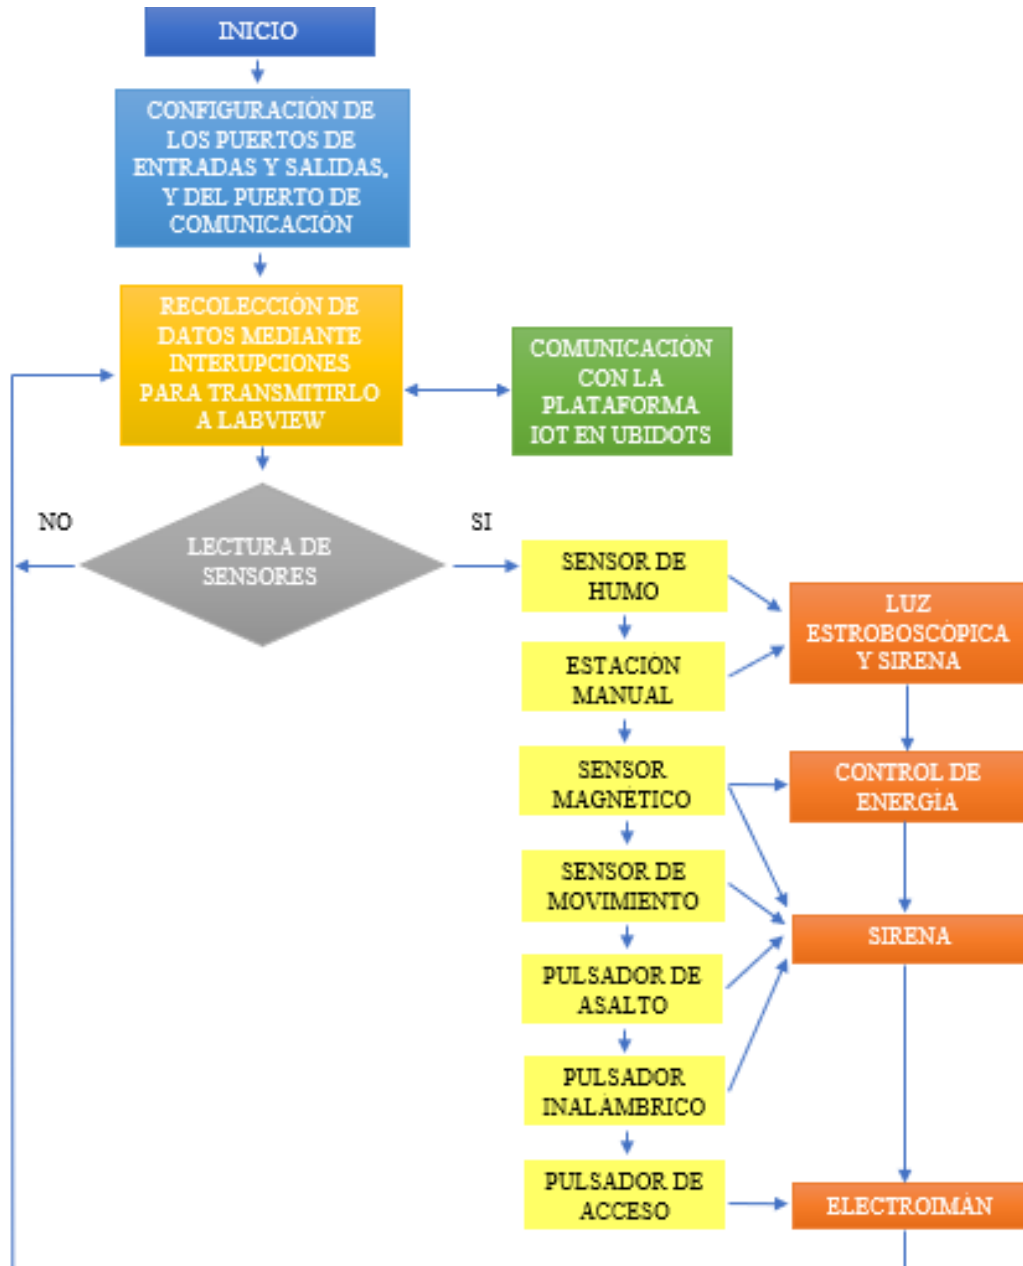 INICIO
CONFIGURACIÓN DE
LOS PUERTOS DE
ENTRADAS Y SALIDAS,
Y DEL PUERTO DE
COMUNICACIÓN
RECOLECCIÓN DE
DATOS MEDIANTE
INTERUPCIONES
PARA TRANSMITIRLO
A LABVIEW
COMUNICACIÓN
CON LA
PLATAFORMA
IOT EN UBIDOTS
NO
LECTURA DE
SENSORES
SI
SENSOR DE
HUMO
LUZ
ESTROBOSCÓPICA
Y SIRENA
ESTACIÓN
MANUAL
SENSOR
MAGNÉTICO
CONTROL DE
ENERGÍA
SENSOR DE
MOVIMIENTO
SIRENA
PULSADOR DE
ASALTO
PULSADOR
INALÁMBRICO
PULSADOR DE
ACCESO
ELECTROIMÁN